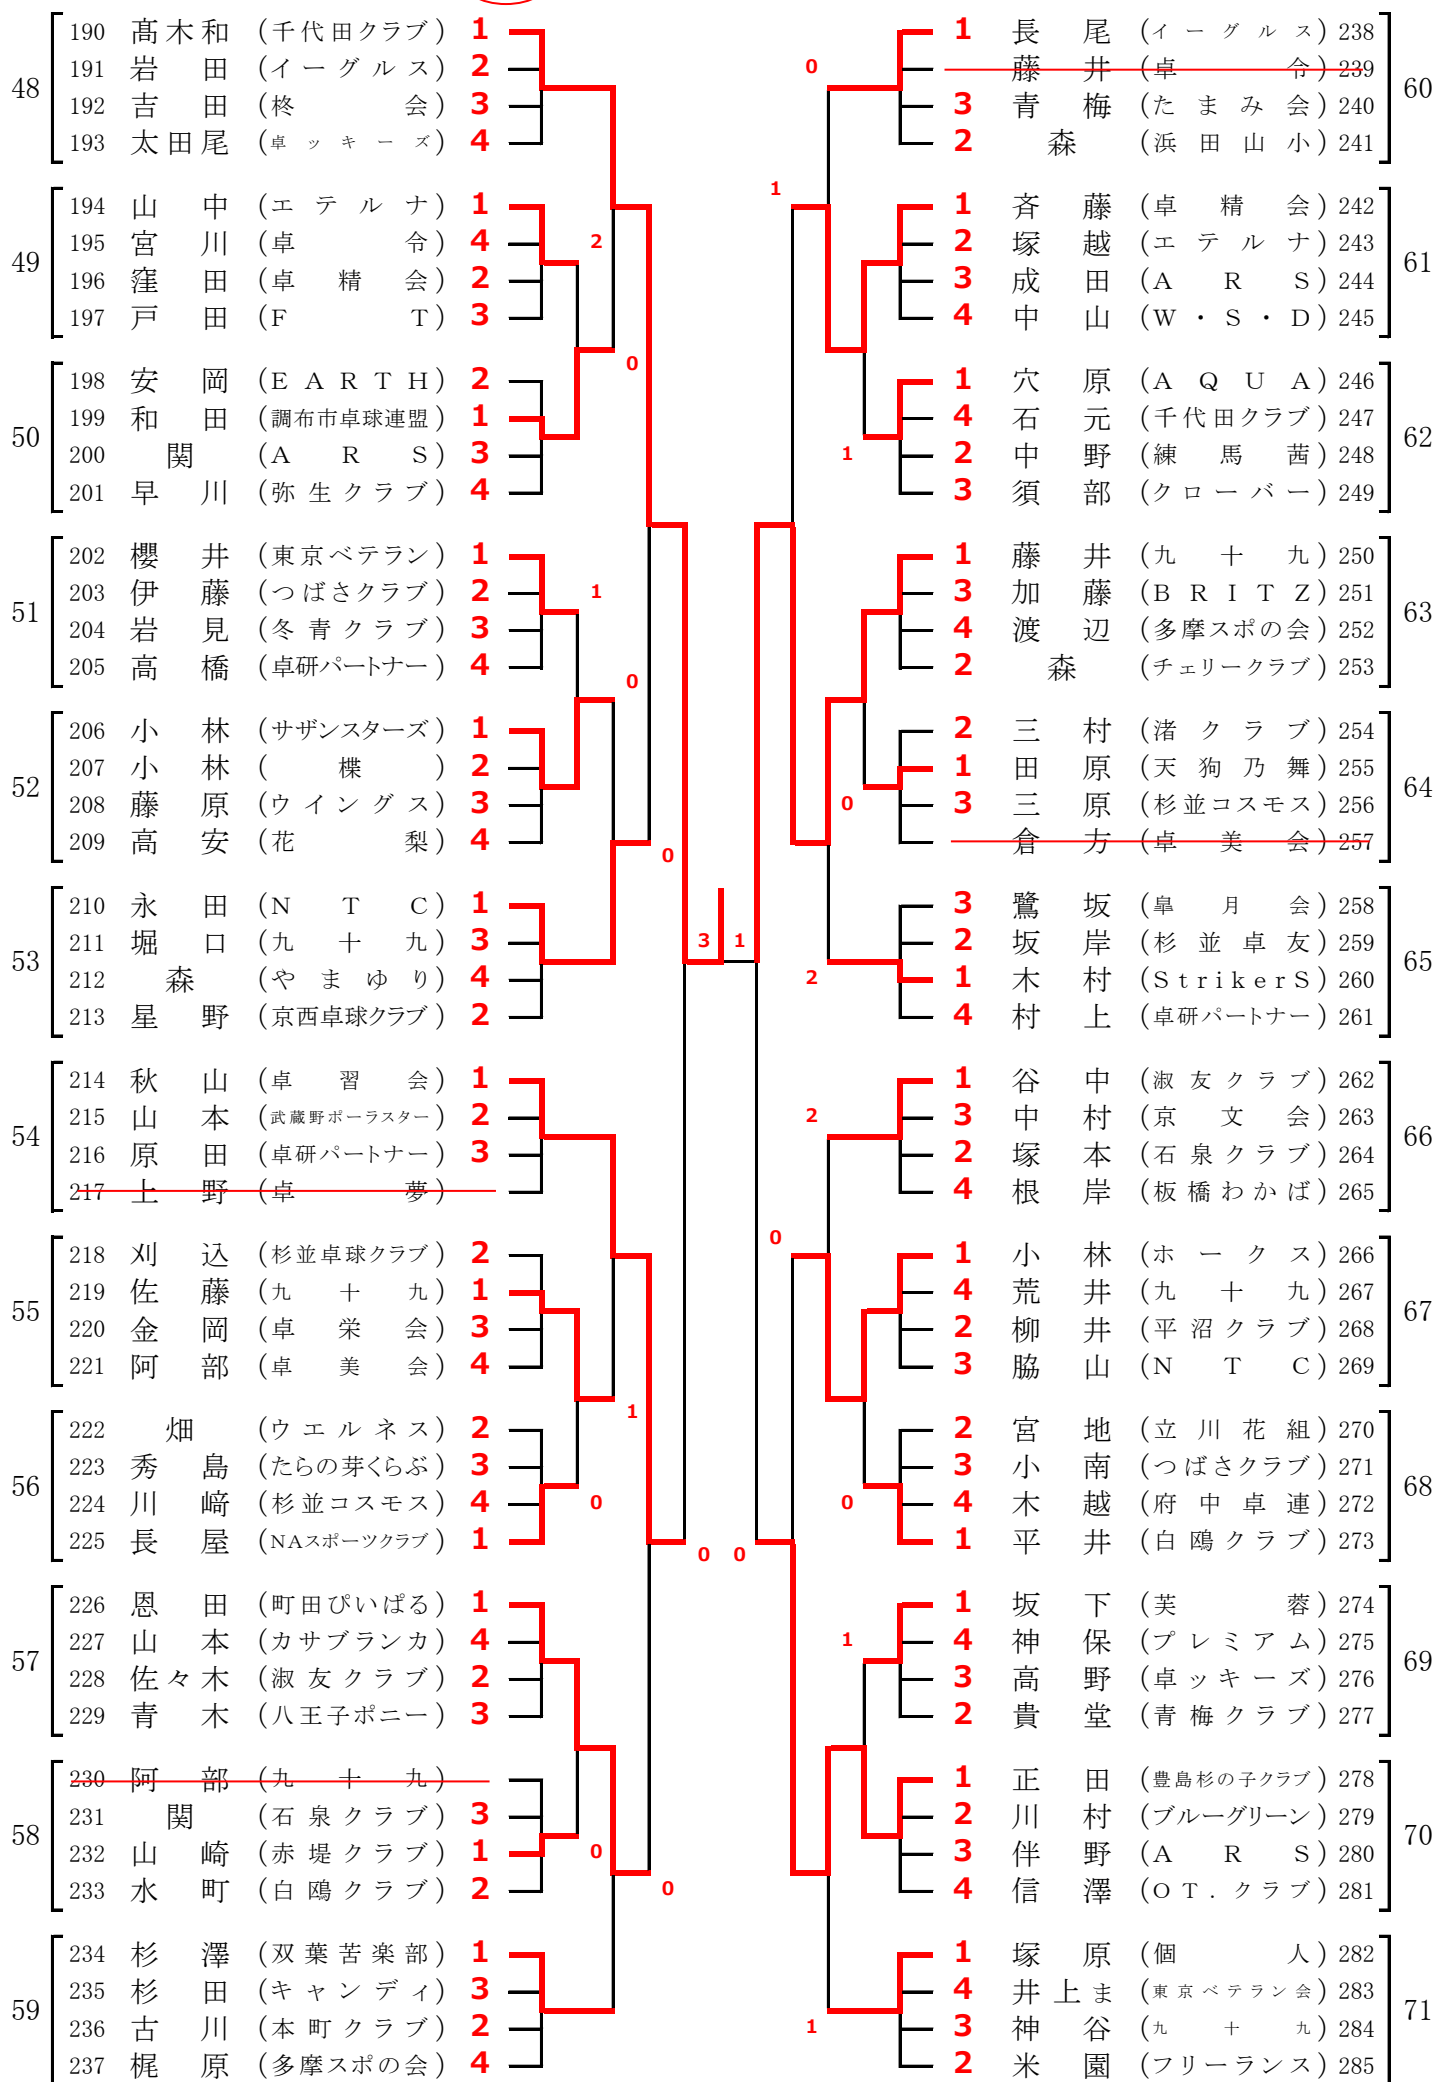 48
190 髙木和 (千代田クラブ) 1
191 岩田 (イーグルス) 2
192 吉田 (柊会) 3
193 太田尾 (卓ッキーズ) 4
49
194 山中 (エテルナ) 1
195 宮川 (卓令) 4
196 窪田 (卓精会) 2
197 戸田 (FT) 3
50
198 安岡 (EARTH) 2
199 和田 (調布市卓球連盟) 1
200 関 (ARS) 3
201 早川 (弥生クラブ) 4
51
202 櫻井 (東京ベテラン) 1
203 伊藤 (つばさクラブ) 2
204 岩見 (冬青クラブ) 3
205 高橋 (卓研パートナー) 4
52
206 小林 (サザンスターズ) 1
207 小林 (楪) 2
208 藤原 (ウイングス) 3
209 高安 (花梨) 4
53
210 永田 (NTC) 1
211 堀口 (九十九) 3
212 森 (やまゆり) 4
213 星野 (京西卓球クラブ) 2
54
214 秋山 (卓習会) 1
215 山本 (武蔵野ポーラスター) 2
216 原田 (卓研パートナー) 3
217 上野 (卓夢)
55
218 刈込 (杉並卓球クラブ) 2
219 佐藤 (九十九) 1
220 金岡 (卓栄会) 3
221 阿部 (卓美会) 4
56
222 畑 (ウエルネス) 2
223 秀島 (たらの芽くらぶ) 3
224 川﨑 (杉並コスモス) 4
225 長屋 (NAスポーツクラブ) 1
57
226 恩田 (町田ぴいぱる) 1
227 山本 (カサブランカ) 4
228 佐々木 (淑友クラブ) 2
229 青木 (八王子ポニー) 3
58
230 阿部 (九十九)
231 関 (石泉クラブ) 3
232 山崎 (赤堤クラブ) 1
233 水町 (白鷗クラブ) 2
59
234 杉澤 (双葉苦楽部) 1
235 杉田 (キャンディ) 3
236 古川 (本町クラブ) 2
237 梶原 (多摩スポの会) 4
2
0
1
0
0
1
0
0
0
3 1
0 0
0
1
1
0
2
2
0
0
1
1
1 長尾 (イーグルス) 238
藤井 (卓令) 239
3 青梅 (たまみ会) 240
2 森 (浜田山小) 241
60
1 斉藤 (卓精会) 242
2 塚越 (エテルナ) 243
3 成田 (ARS) 244
4 中山 (W・S・D) 245
61
1 穴原 (AQUA) 246
4 石元 (千代田クラブ) 247
2 中野 (練馬茜) 248
3 須部 (クローバー) 249
62
1 藤井 (九十九) 250
3 加藤 (BRITZ) 251
4 渡辺 (多摩スポの会) 252
2 森 (チェリークラブ) 253
63
2 三村 (渚クラブ) 254
1 田原 (天狗乃舞) 255
3 三原 (杉並コスモス) 256
倉力 (卓美会) 257
64
3 鷺坂 (皐月会) 258
2 坂岸 (杉並卓友) 259
1 木村 (StrikerS) 260
4 村上 (卓研パートナー) 261
65
1 谷中 (淑友クラブ) 262
3 中村 (京文会) 263
2 塚本 (石泉クラブ) 264
4 根岸 (板橋わかば) 265
66
1 小林 (ホークス) 266
4 荒井 (九十九) 267
2 柳井 (平沼クラブ) 268
3 脇山 (NTC) 269
67
2 宮地 (立川花組) 270
3 小南 (つばさクラブ) 271
4 木越 (府中卓連) 272
1 平井 (白鷗クラブ) 273
68
1 坂下 (芙蓉) 274
4 神保 (プレミアム) 275
3 高野 (卓ッキーズ) 276
2 貴堂 (青梅クラブ) 277
69
1 正田 (豊島杉の子クラブ) 278
2 川村 (ブルーグリーン) 279
3 伴野 (ARS) 280
4 信澤 (OT.クラブ) 281
70
1 塚原 (個人) 282
4 井上ま (東京ベテラン会) 283
3 神谷 (九十九) 284
2 米園 (フリーランス) 285
71